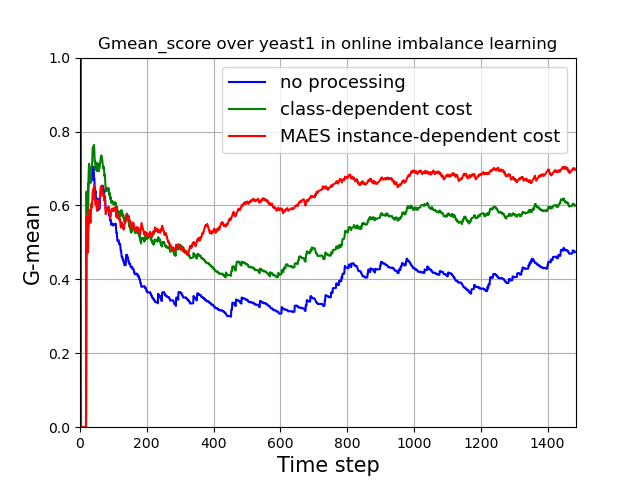 Gmean_score over yeast1 in online imbalance learning
no processing
class-dependent cost
MAES instance-dependent cost
G-mean
1.0
0.8
0.6
0.4
0.2
0.0
0 200 400 600 800 1000 1200 1400
Time step